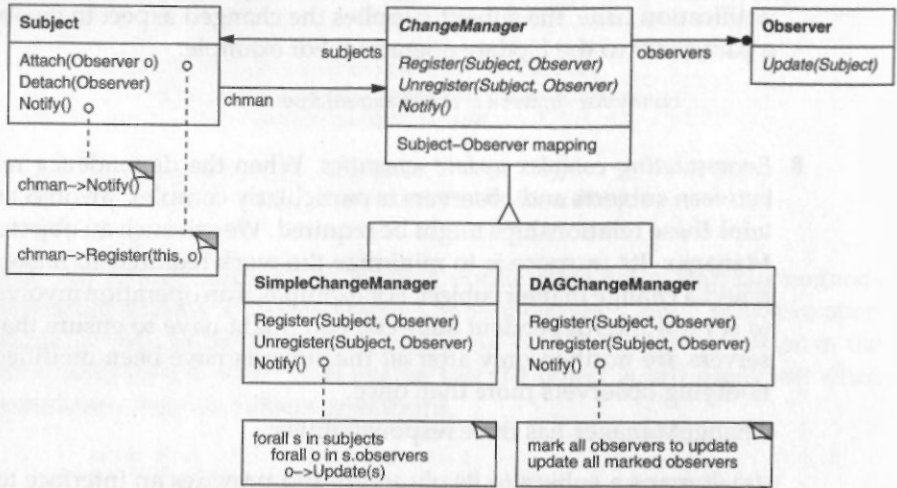 Subject
Attach(Observer o)
Detach(Observer)
Notify()
chman->Notify()
chman->Register(this, o)
subjects
chman
ChangeManager
Register(Subject, Observer)
Unregister(Subject, Observer)
Notify()
Subject-Observer mapping
observers
Observer
Update(Subject)
SimpleChangeManager
Register(Subject, Observer)
Unregister(Subject, Observer)
Notify()
forall s in subjects
forall o in s.observers
o->Update(s)
DAGChangeManager
Register(Subject, Observer)
Unregister(Subject, Observer)
Notify()
mark all observers to update
update all marked observers